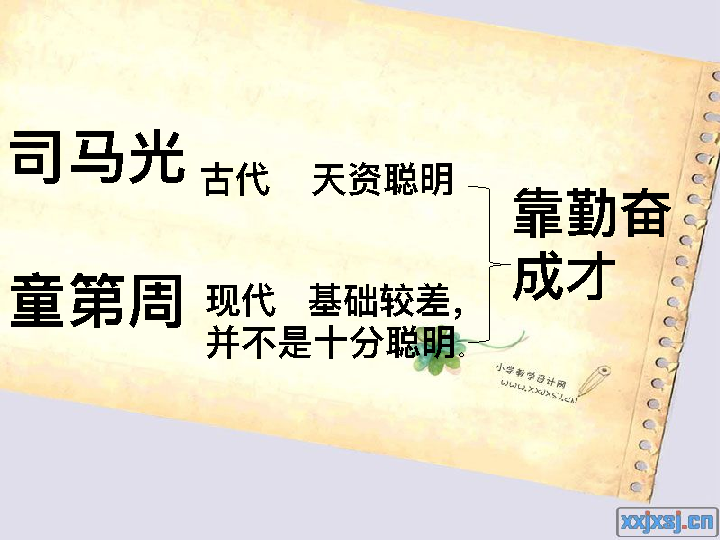 司马光 古代 天资聪明
靠勤奋
成才
童第周 现代 基础较差，
并不是十分聪明。
小学教学设计网
www.xxjxsj.cn
xxjxsj.cn